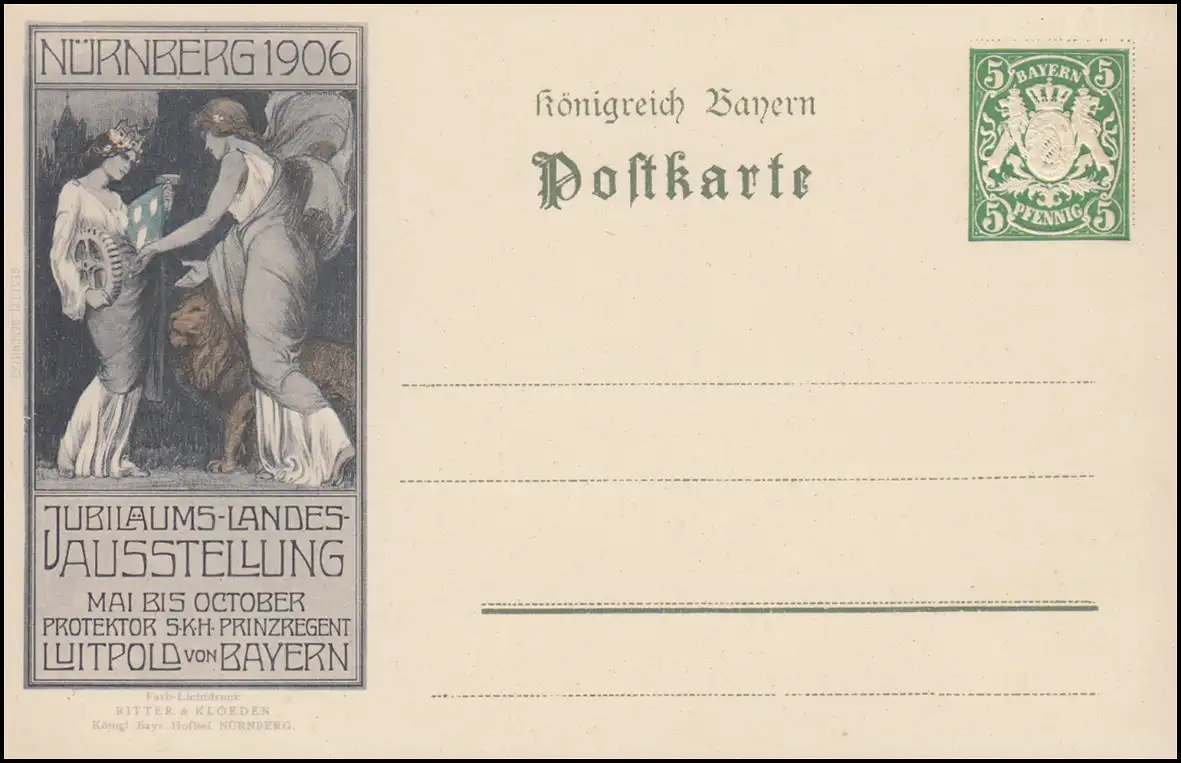 NÜRNBERG 1906
JUBILÄUMS-LANDES-
AUSSTELLUNG
MAI BIS OCTOBER
PROTEKTOR S.K.H. PRINZREGENT
LUITPOLD VON BAYERN
Farb-Lichtdruck
RITTER & KLOEDEN
Königl Bayr Hoflief. NÜRNBERG.
Königreich Bayern
Postkarte
5 BAYERN 5
5 PFENNIG 5